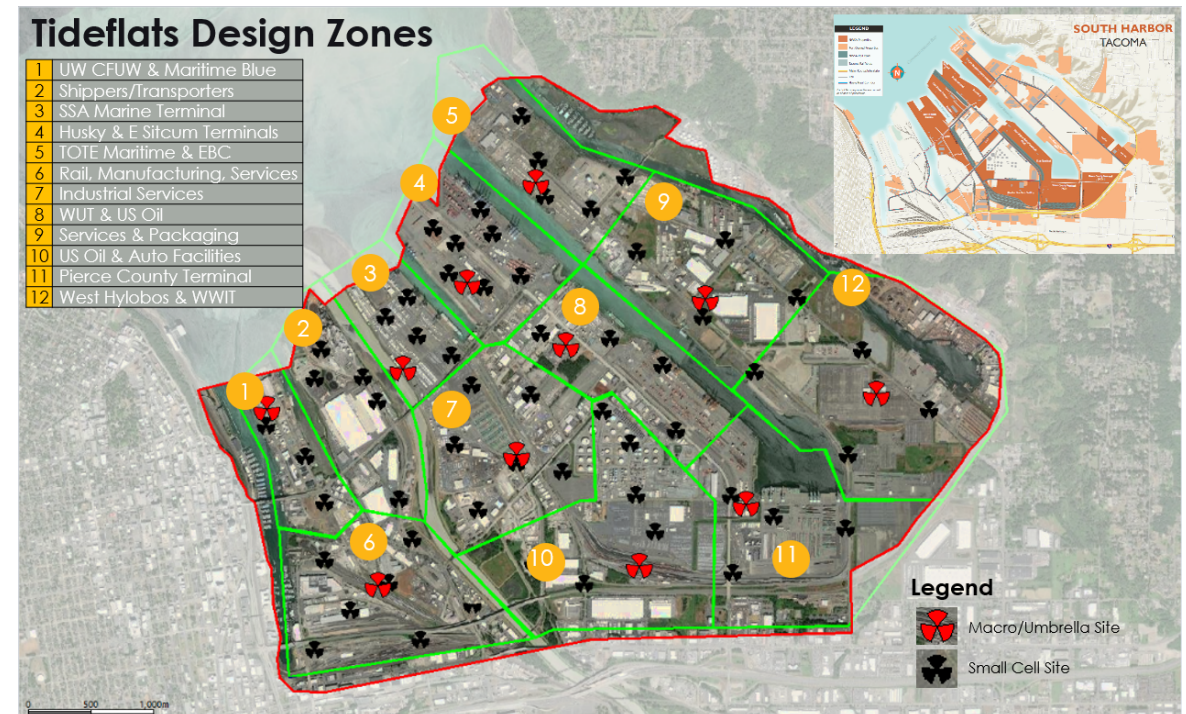 Tideflats Design Zones
1 UW CFUW & Maritime Blue
2 Shippers/Transporters
3 SSA Marine Terminal
4 Husky & E Sitcum Terminals
5 TOTE Maritime & EBC
6 Rail, Manufacturing, Services
7 Industrial Services
8 WUT & US Oil
9 Services & Packaging
10 US Oil & Auto Facilities
11 Pierce County Terminal
12 West Hylobos & WWIT
LEGEND
SOUTH HARBOR
TACOMA
N
5
4
9
3
12
8
2
1
7
6
10
11
Legend
Macro/Umbrella Site
Small Cell Site
0 500 1,000m